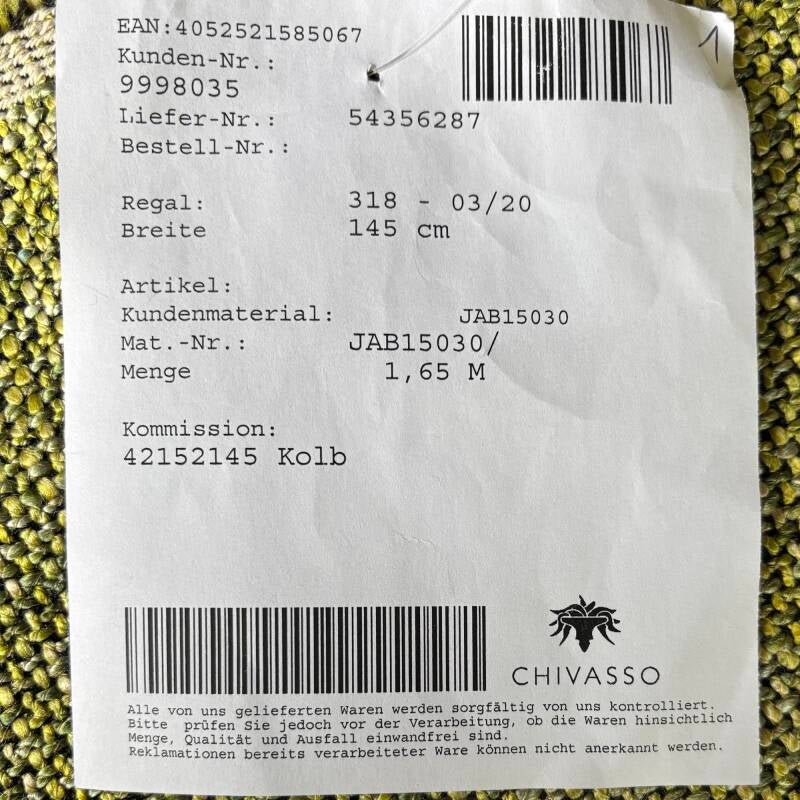 EAN:4052521585067
1
Kunden-Nr.:
9998035
Liefer-Nr.: 54356287
Bestell-Nr.:
Regal: 318 - 03/20
Breite 145 cm
Artikel:
Kundenmaterial: JAB15030
Mat.-Nr.: JAB15030/
Menge 1,65 M
Kommission:
42152145 Kolb
CHIVASSO
Alle von uns gelieferten Waren werden sorgfältig von uns kontrolliert.
Bitte prüfen Sie jedoch vor der Verarbeitung, ob die Waren hinsichtlich
Menge, Qualität und Ausfall einwandfrei sind.
Reklamationen bereits verarbeiteter Ware können nicht anerkannt werden.